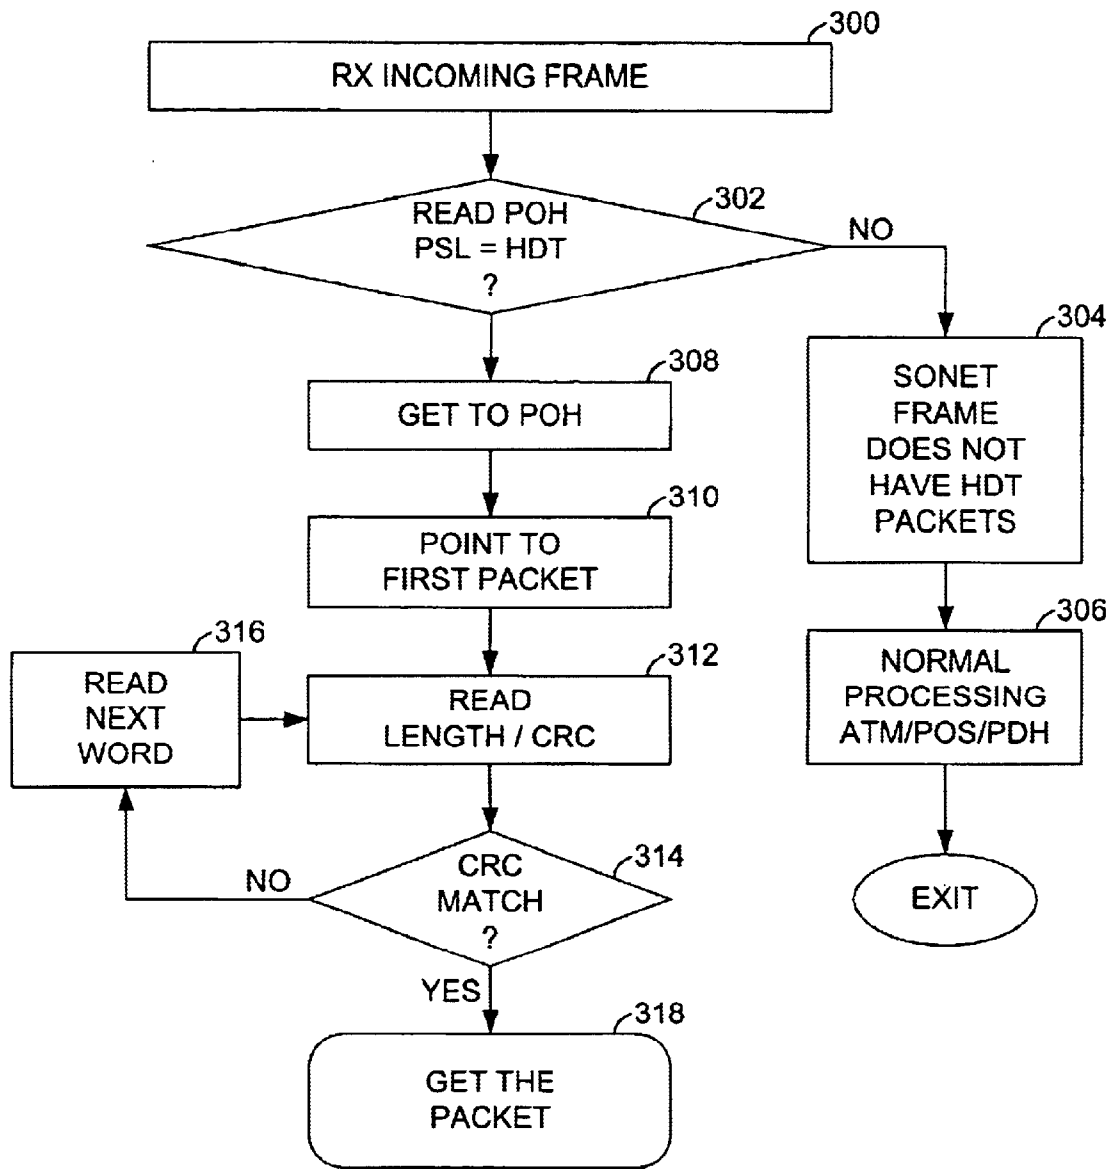 300
RX INCOMING FRAME
302
READ POH
PSL = HDT
?
NO
304
SONET
FRAME
DOES NOT
HAVE HDT
PACKETS
308
GET TO POH
310
POINT TO
FIRST PACKET
306
NORMAL
PROCESSING
ATM/POS/PDH
316
READ
NEXT
WORD
312
READ
LENGTH / CRC
314
CRC
MATCH
?
NO
YES
EXIT
318
GET THE
PACKET